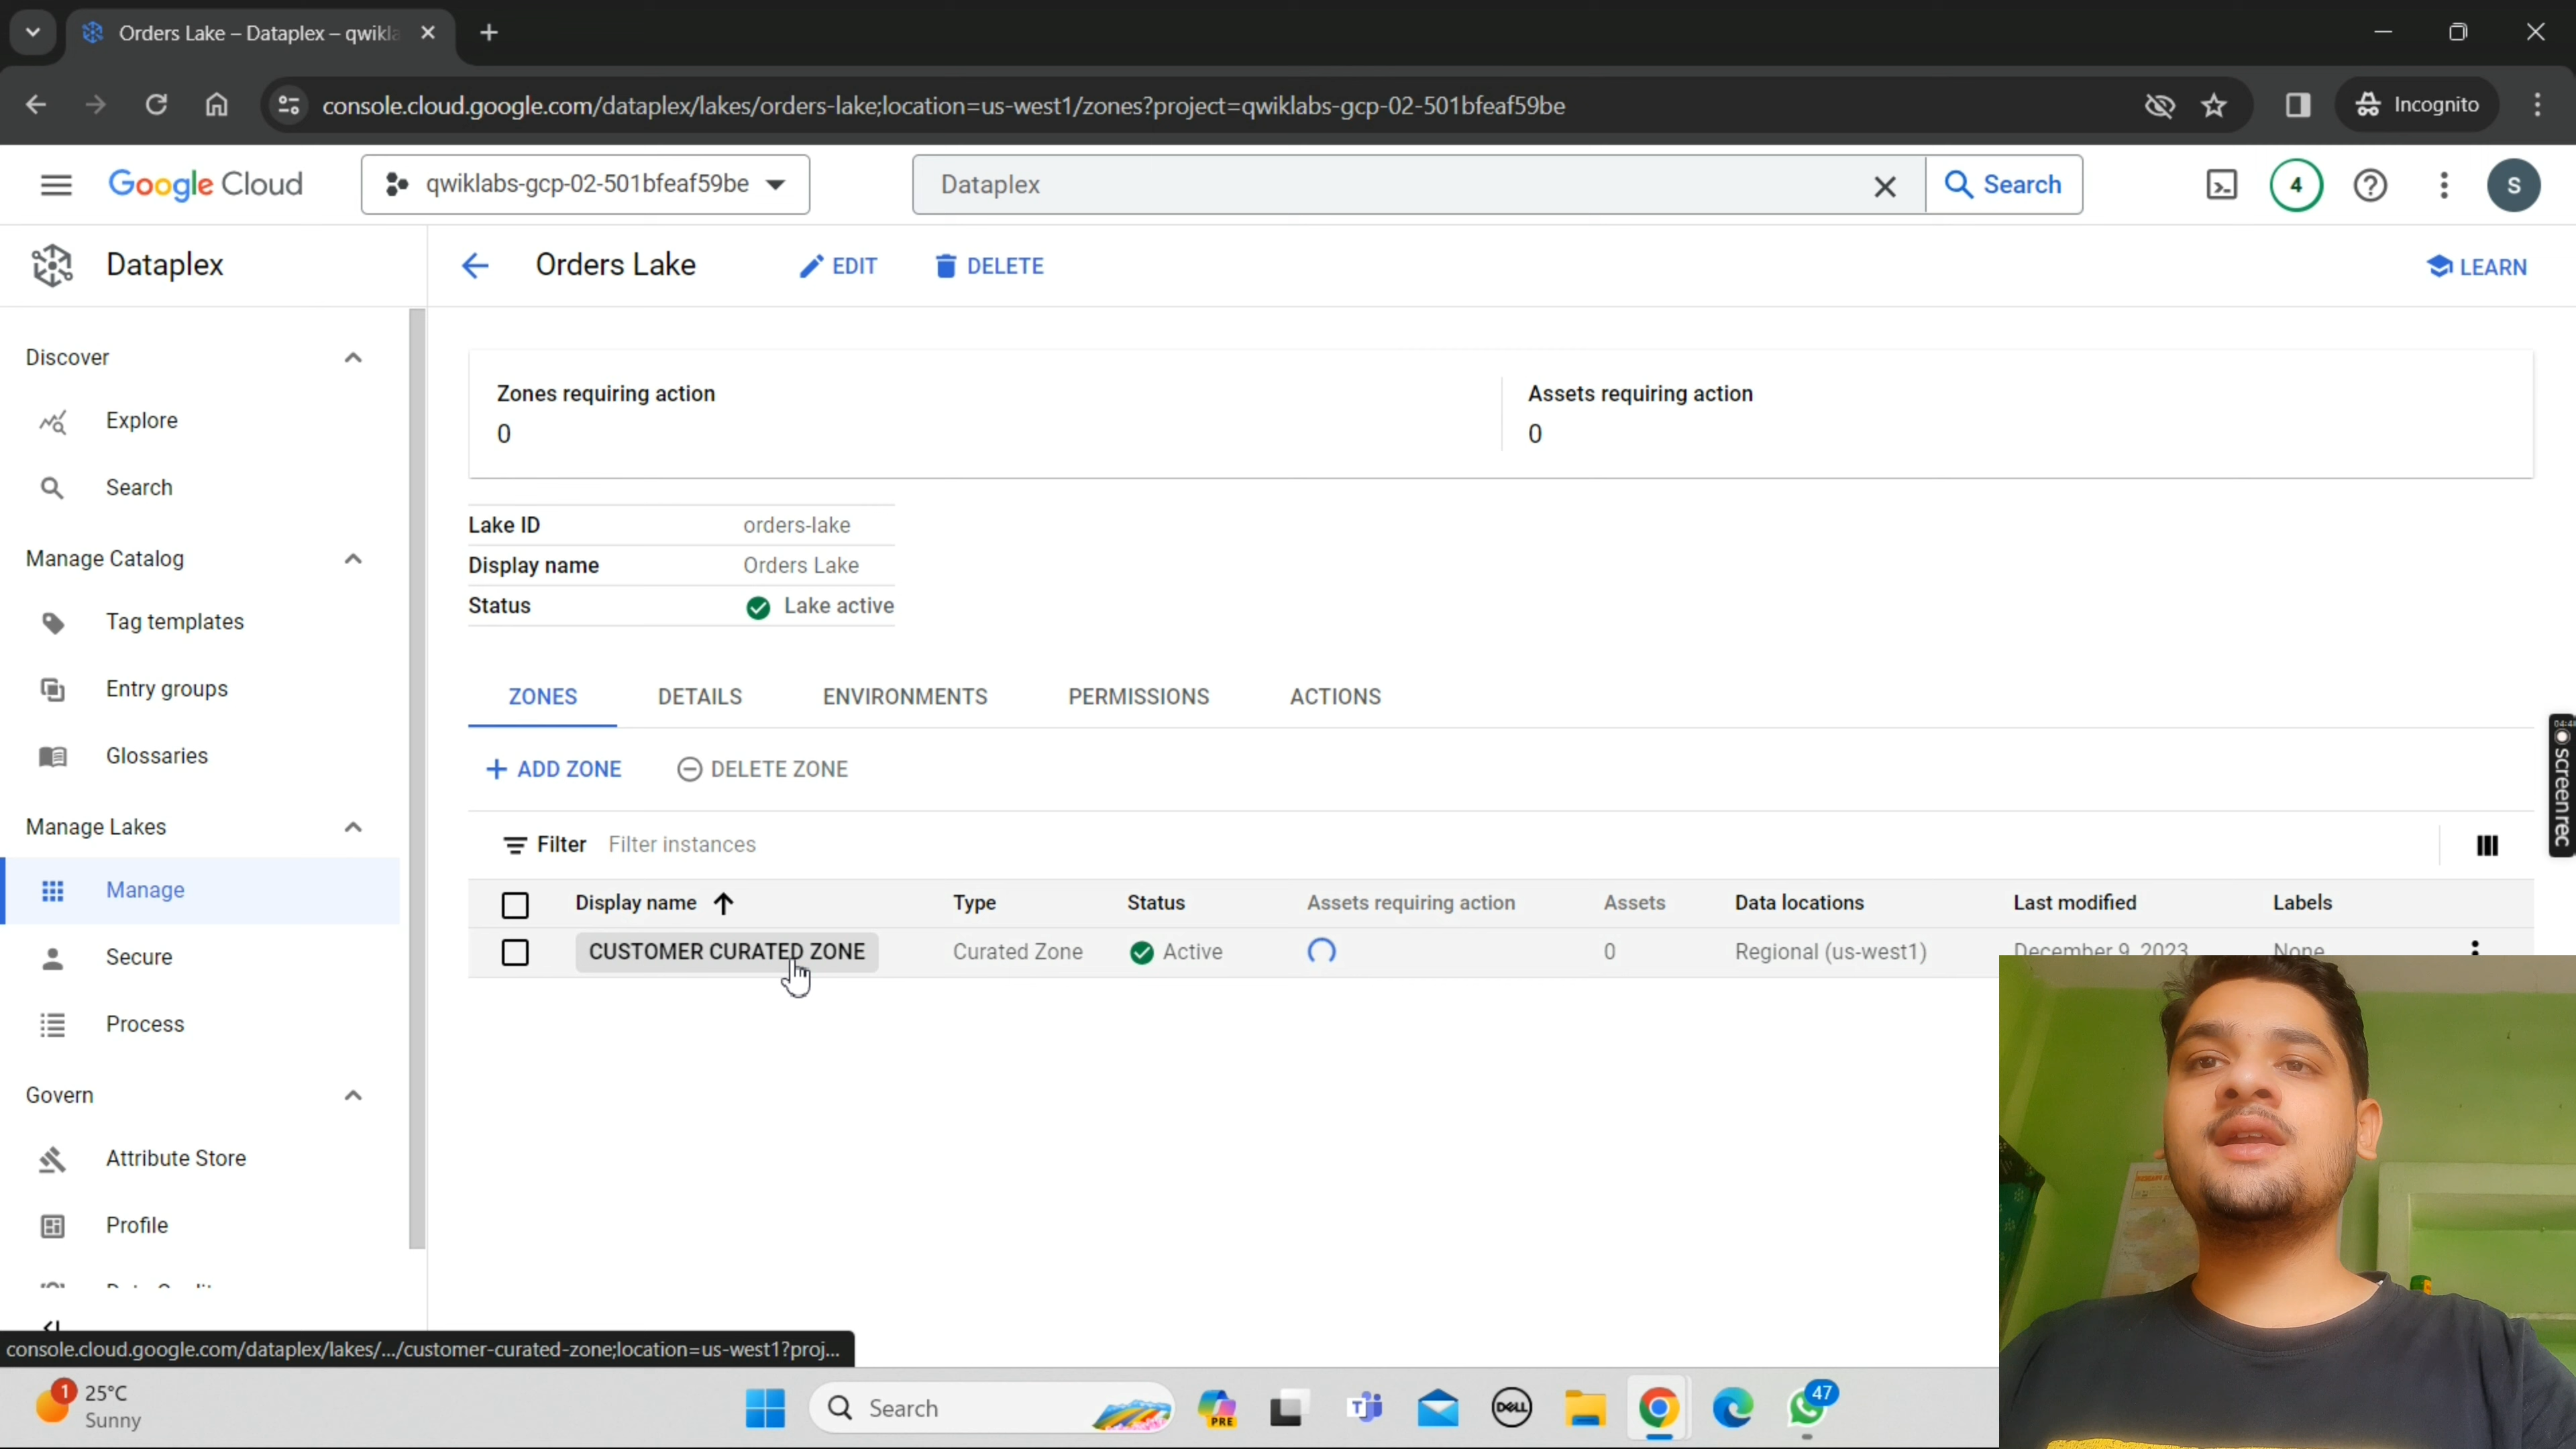 Orders Lake – Dataplex – qwikla
console.cloud.google.com/dataplex/lakes/orders-lake;location=us-west1/zones?project=qwiklabs-gcp-02-501bfeaf59be
Incognito
Google Cloud
qwiklabs-gcp-02-501bfeaf59be
Dataplex
Search
4
S
Dataplex
Orders Lake
EDIT
DELETE
LEARN
Discover
Explore
Search
Manage Catalog
Tag templates
Entry groups
Glossaries
Manage Lakes
Manage
Secure
Process
Govern
Attribute Store
Profile
Zones requiring action
0
Assets requiring action
0
Lake ID orders-lake
Display name Orders Lake
Status Lake active
ZONES DETAILS ENVIRONMENTS PERMISSIONS ACTIONS
ADD ZONE DELETE ZONE
Filter Filter instances
Display name Type Status Assets requiring action Assets Data locations Last modified Labels
CUSTOMER CURATED ZONE Curated Zone Active 0 Regional (us-west1) December 9, 2023 None
screenrec
console.cloud.google.com/dataplex/lakes/.../customer-curated-zone;location=us-west1?proj...
1
25°C
Sunny
Search
PRE
DELL
47